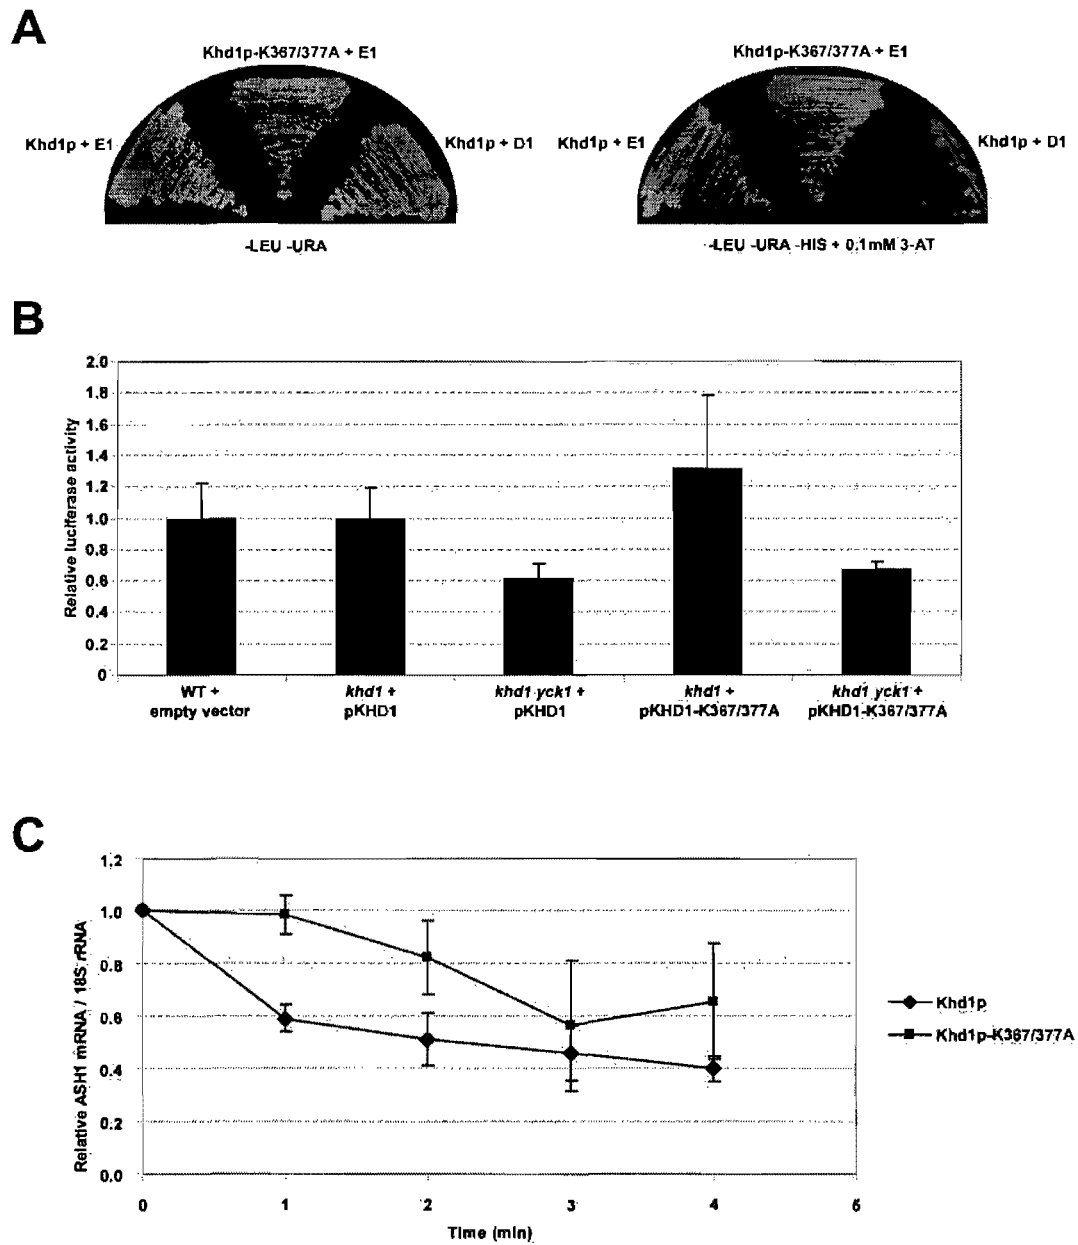 A
Khd1p-K367/377A + E1
Khd1p + E1
Khd1p + D1
-LEU -URA
Khd1p-K367/377A + E1
Khd1p + E1
Khd1p + D1
-LEU -URA -HIS + 0,1mM 3-AT
B
Relative luciferase activity
2.0
1.8
1.6
1.4
1.2
1.0
0.8
0.6
0.4
0.2
0
WT +
empty vector
khd1 +
pKHD1
khd1 yck1 +
pKHD1
khd1 +
pKHD1-K367/377A
khd1 yck1 +
pKHD1-K367/377A
C
Relative ASH1 mRNA / 18S rRNA
1,2
1.0
0.8
0.6
0.4
0.2
0.0
0
1
2
3
4
5
Time (min)
Khd1p
Khd1p-K367/377A